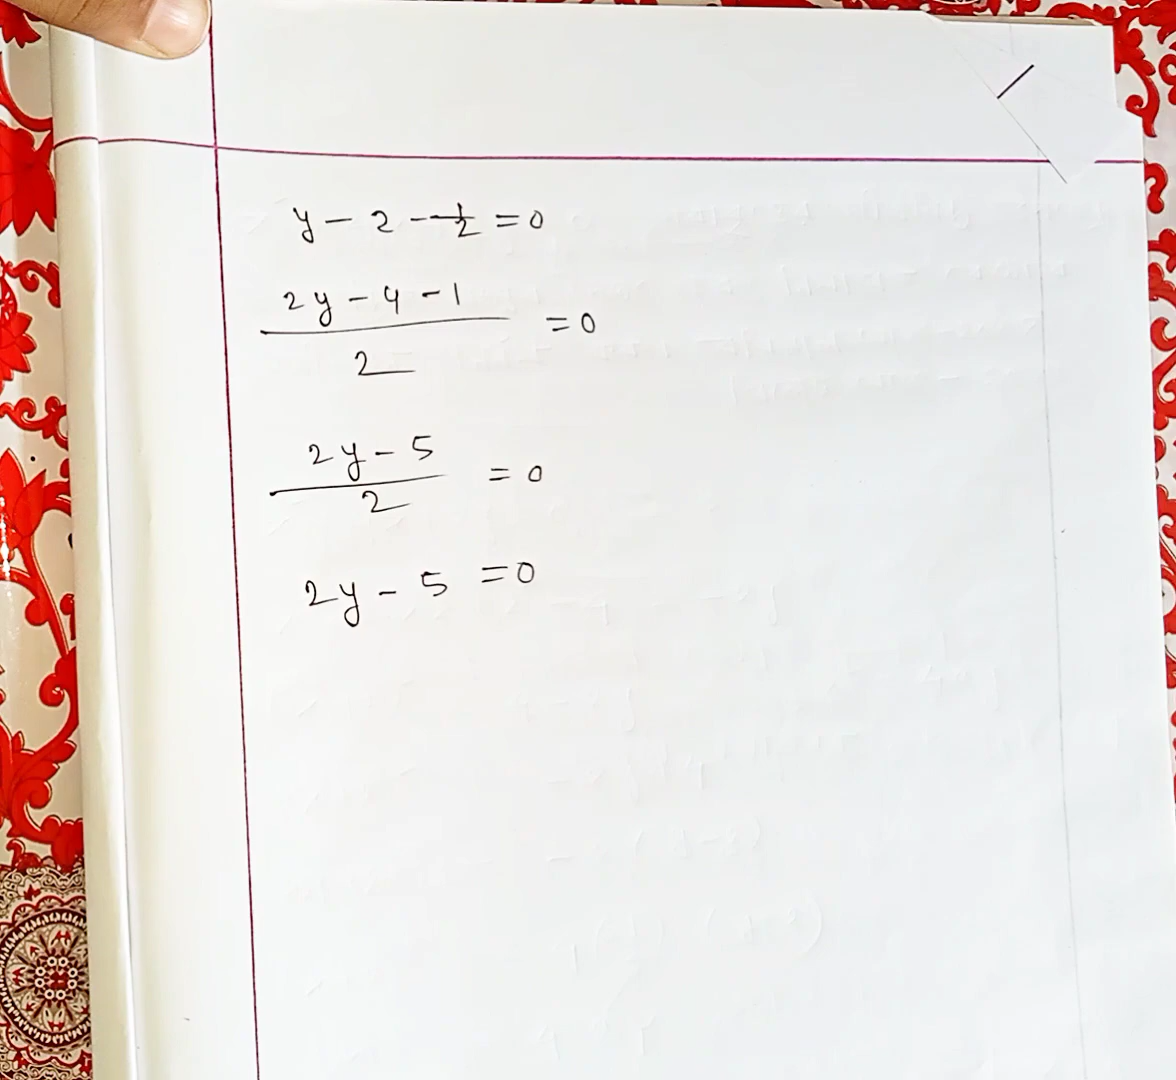 y - 2 - 1/2 = 0
2y - 4 - 1
= 0
2
2y - 5
= 0
2
2y - 5 = 0